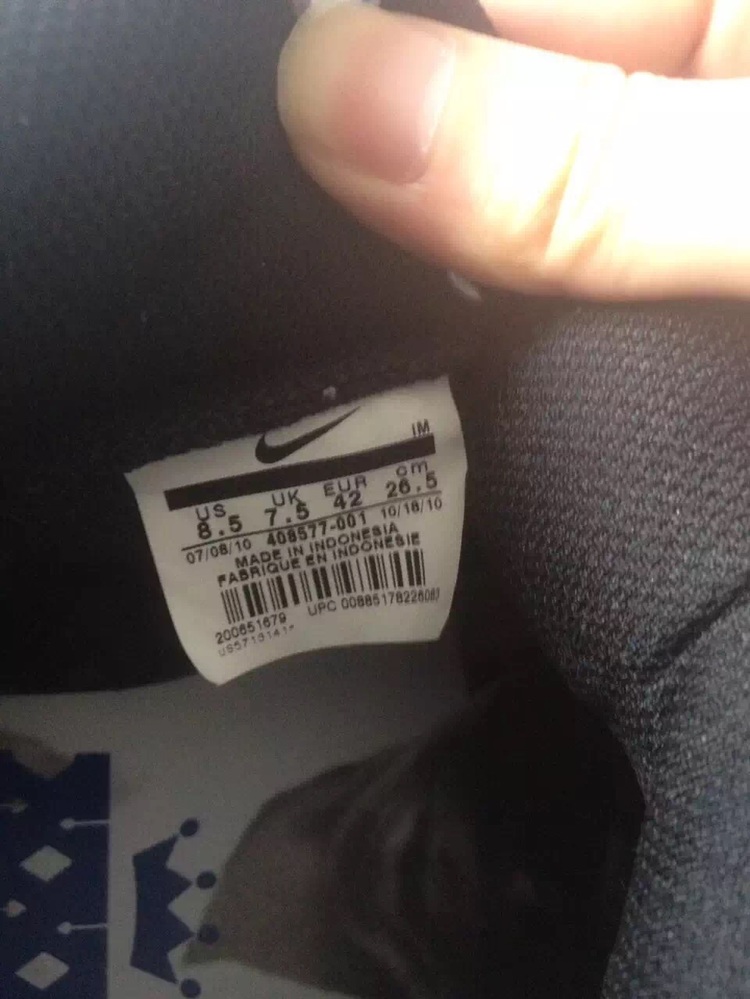 IM
US UK EUR cm
8.5 7.5 42 26.5
07/08/10 408577-001 10/18/10
MADE IN INDONESIA
FABRIQUE EN INDONESIE
200651679 UPC